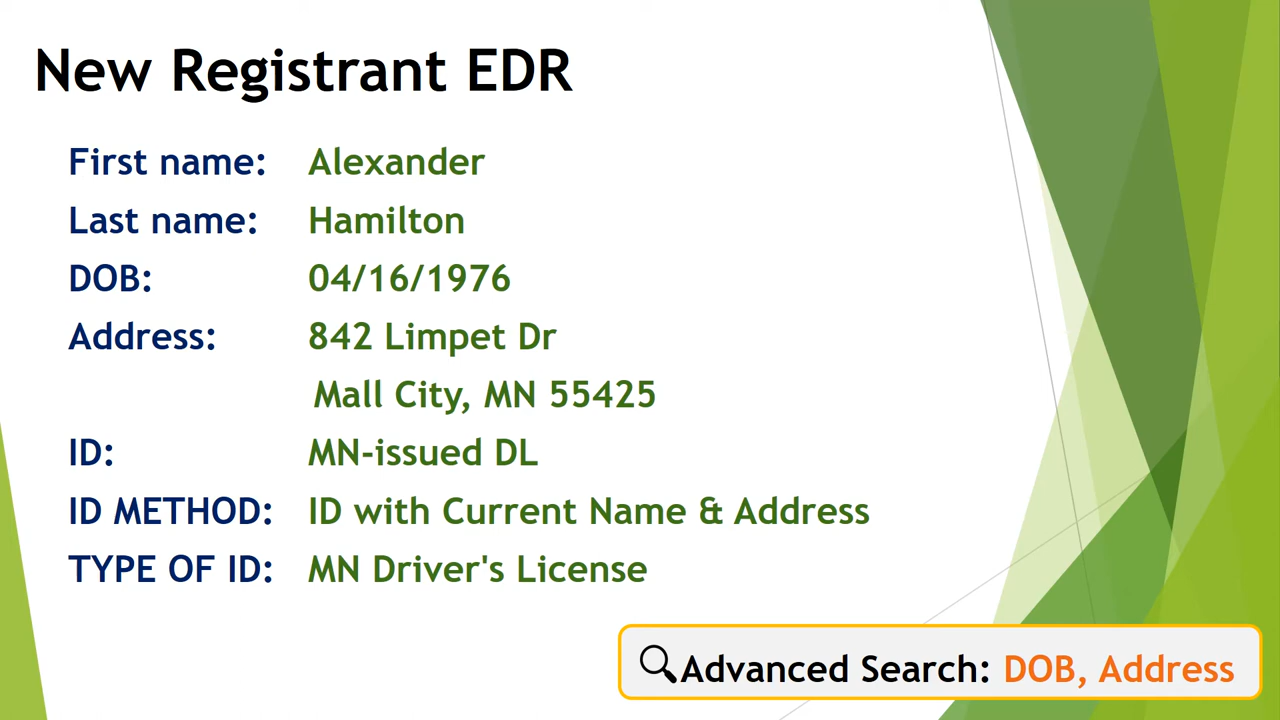 New Registrant EDR
First name: Alexander
Last name: Hamilton
DOB: 04/16/1976
Address: 842 Limpet Dr
Mall City, MN 55425
ID: MN-issued DL
ID METHOD: ID with Current Name & Address
TYPE OF ID: MN Driver's License
Advanced Search: DOB, Address